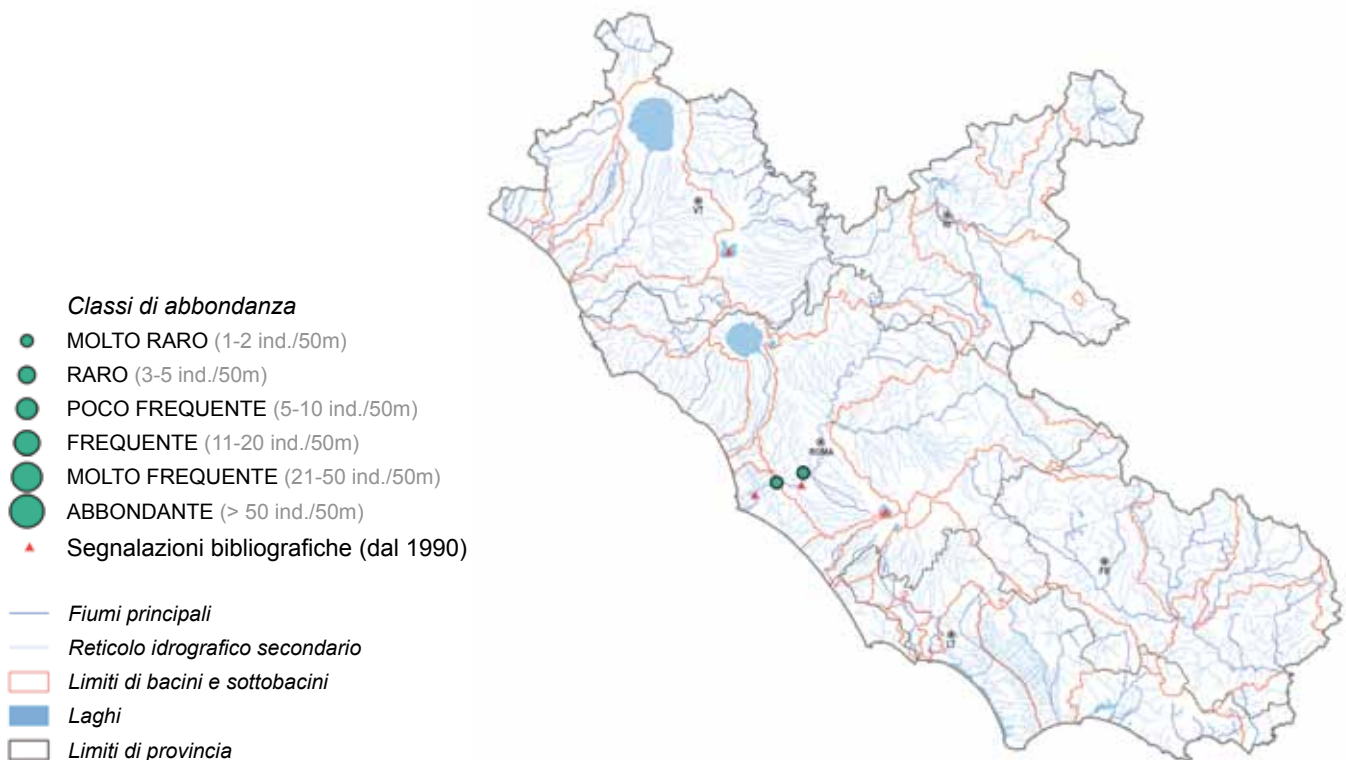 Classi di abbondanza
MOLTO RARO (1-2 ind./50m)
RARO (3-5 ind./50m)
POCO FREQUENTE (5-10 ind./50m)
FREQUENTE (11-20 ind./50m)
MOLTO FREQUENTE (21-50 ind./50m)
ABBONDANTE (> 50 ind./50m)
Segnalazioni bibliografiche (dal 1990)
Fiumi principali
Reticolo idrografico secondario
Limiti di bacini e sottobacini
Laghi
Limiti di provincia
VT
ROMA
FR
LT